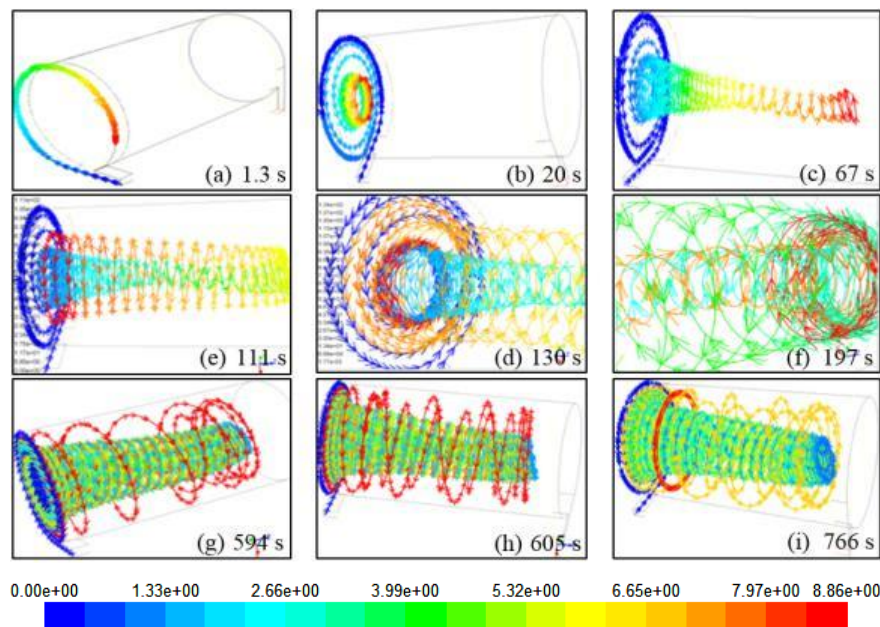 (a) 1.3 s
(b) 20 s
(c) 67 s
(e) 111 s
(d) 130 s
(f) 197 s
(g) 594 s
(h) 605 s
(i) 766 s
0.00e+00 1.33e+00 2.66e+00 3.99e+00 5.32e+00 6.65e+00 7.97e+00 8.86e+00